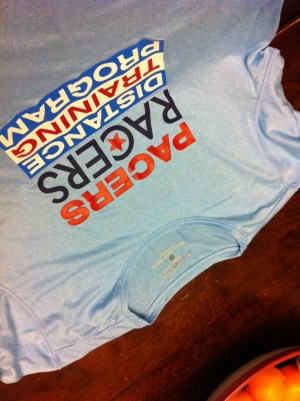 PACERS
RACERS
DISTANCE
TRAINING
PROGRAM